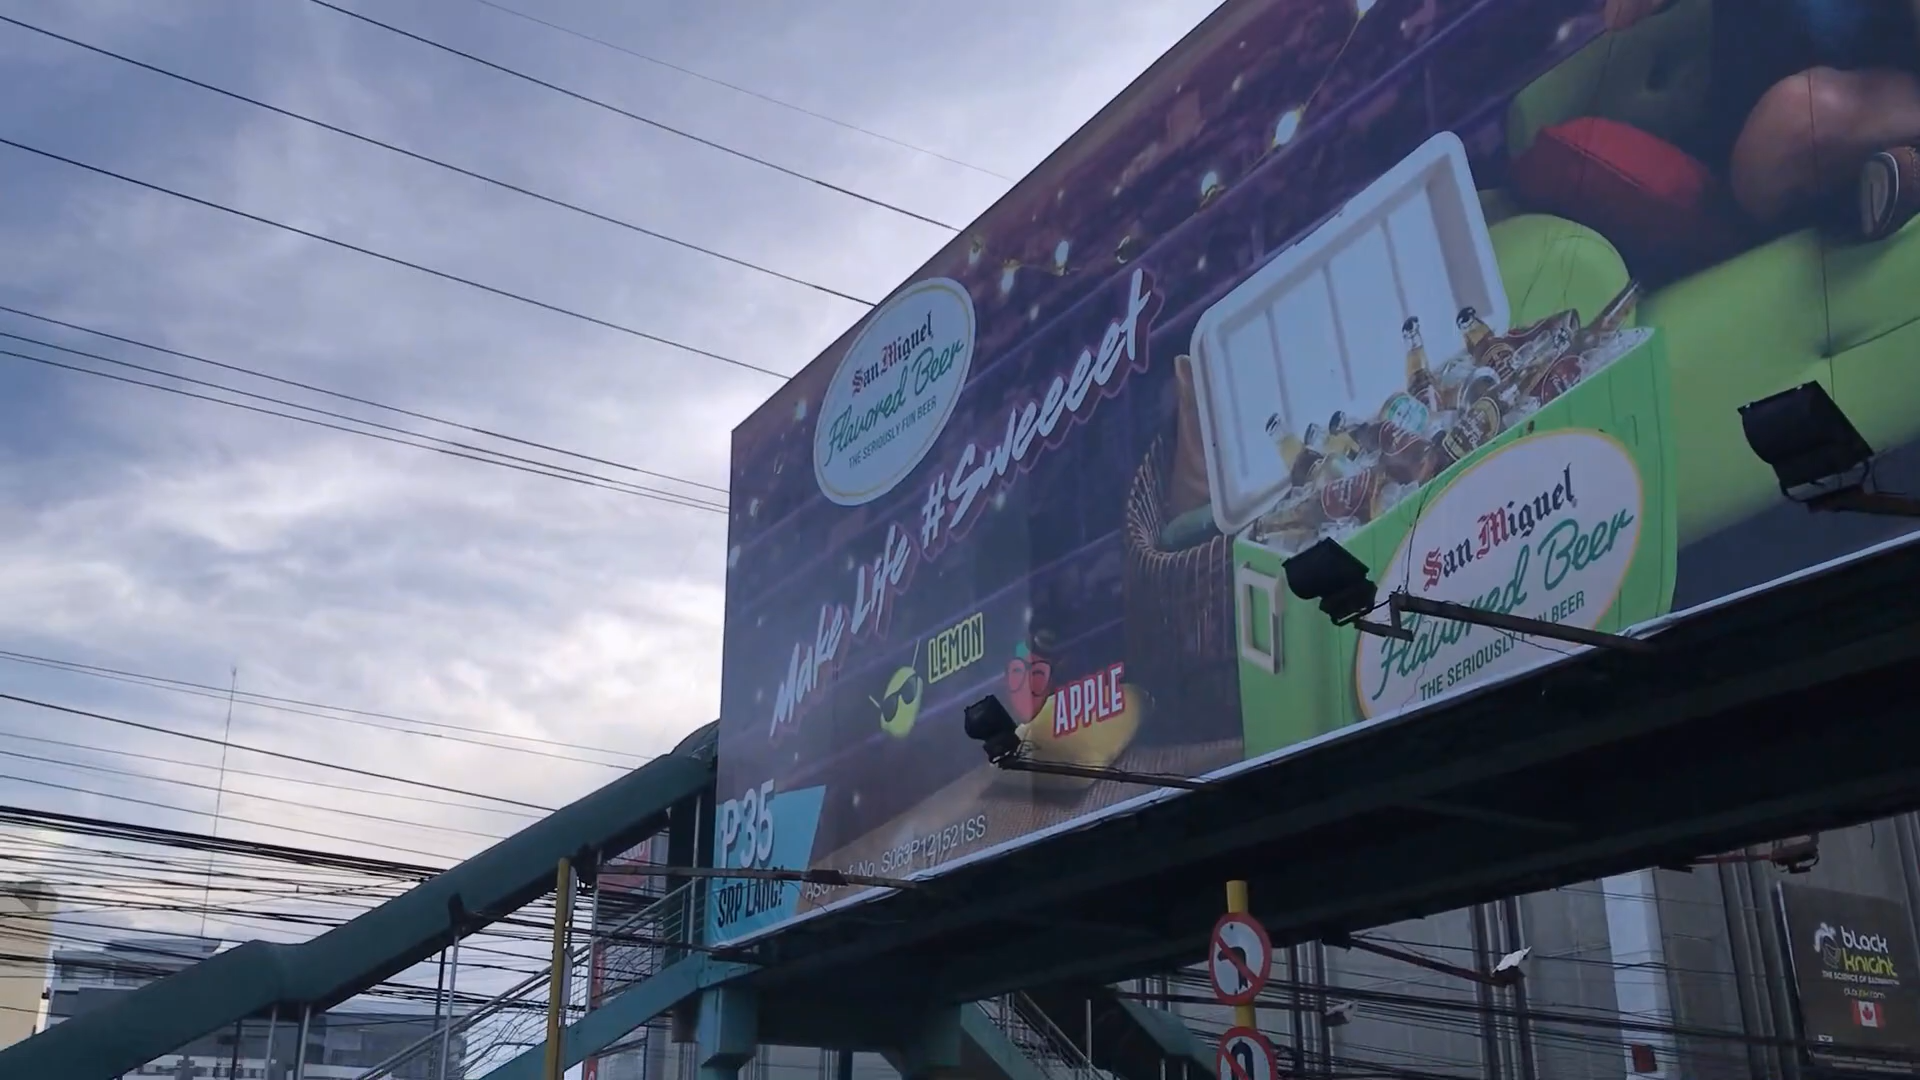 San Miguel
Flavored Beer
THE SERIOUSLY FUN BEER
Make Life #Sweeeet
LEMON
APPLE
P35
SRP LANG!
No. S063P121521SS
San Miguel
Flavored Beer
THE SERIOUSLY FUN BEER
black
knight
THE SCIENCE OF BADMINTON